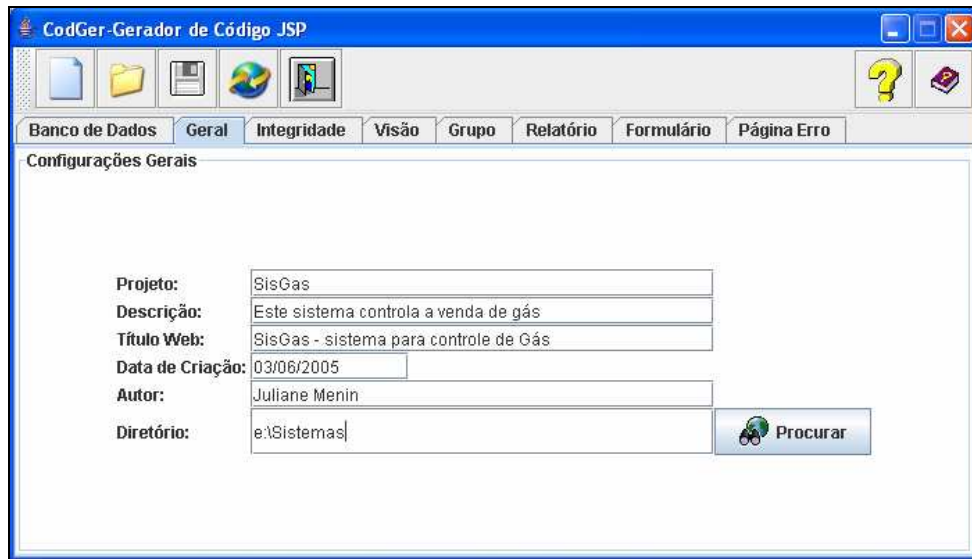 CodGer-Gerador de Código JSP
Banco de Dados Geral Integridade Visão Grupo Relatório Formulário Página Erro
Configurações Gerais
Projeto: SisGas
Descrição: Este sistema controla a venda de gás
Título Web: SisGas - sistema para controle de Gás
Data de Criação: 03/06/2005
Autor: Juliane Menin
Diretório: e:\Sistemas Procurar